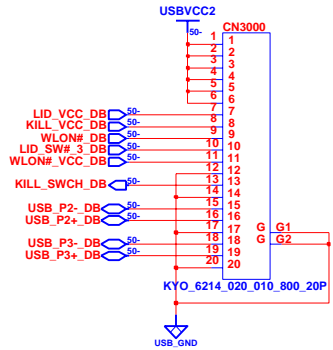 USBVCC2
50-
CN3000
1 1
2 2
3 3
4 4
5 5
6 6
LID_VCC_DB 50- 7 7
KILL_VCC_DB 50- 8 8
WLON#_DB 50- 9 9
LID_SW#_3_DB 50- 10 10
WLON#_VCC_DB 50- 11 11
12 12
KILL_SWCH_DB 50- 13 13
14 14
USB_P2-_DB 50- 15 15
USB_P2+_DB 50- 16 16
17 17 G G1
USB_P3-_DB 50- 18 18 G G2
USB_P3+_DB 50- 19 19
20 20
KYO_6214_020_010_800_20P
USB_GND